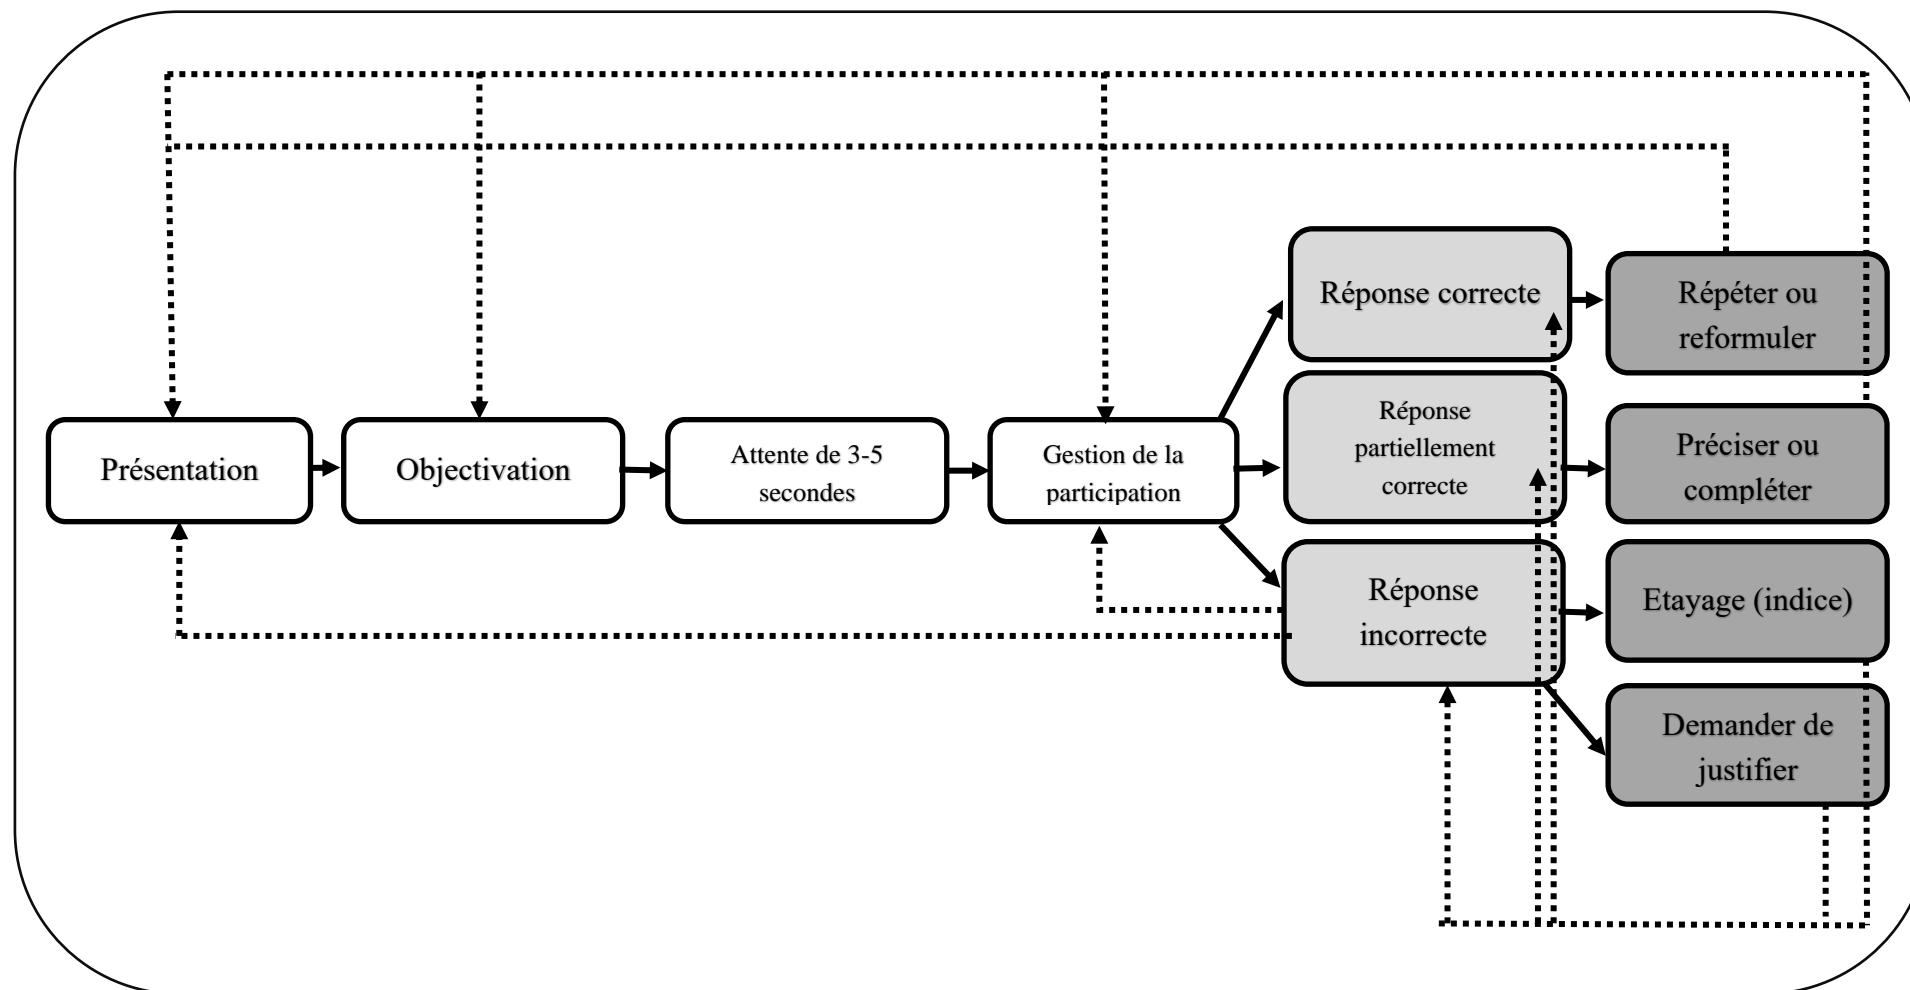 Présentation
Objectivation
Attente de 3-5
secondes
Gestion de la
participation
Réponse correcte
Réponse
partiellement
correcte
Réponse
incorrecte
Répéter ou
reformuler
Préciser ou
compléter
Etayage (indice)
Demander de
justifier